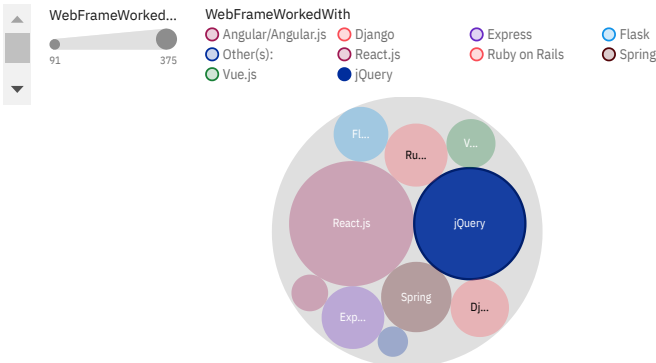 WebFrameWorked...
91 375
WebFrameWorkedWith
Angular/Angular.js Django Express Flask
Other(s): React.js Ruby on Rails Spring
Vue.js jQuery
Fl...
Ru...
V...
React.js
jQuery
Spring
Dj...
Exp...